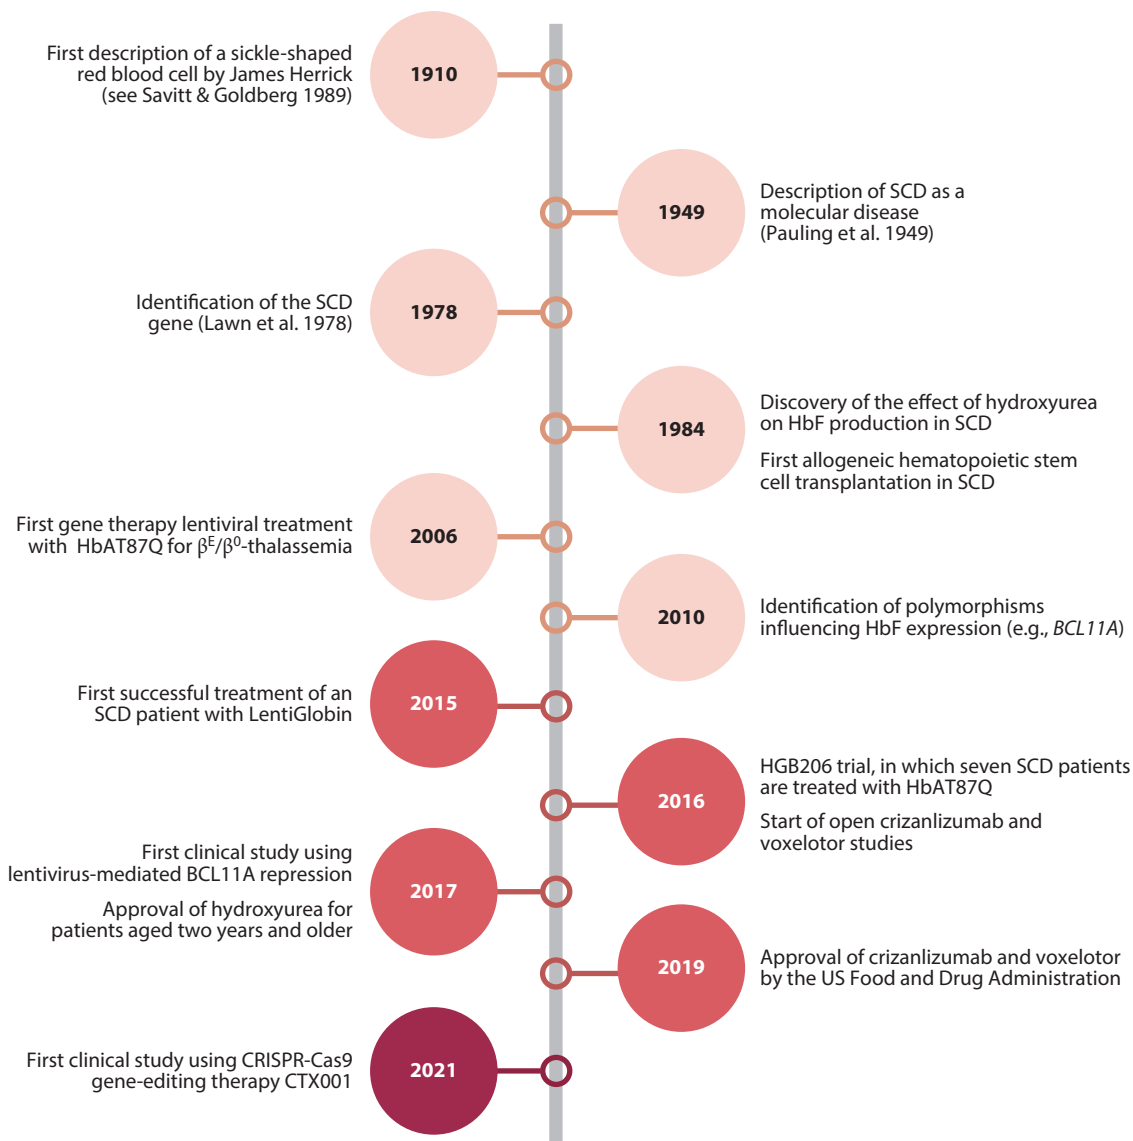 First description of a sickle-shaped
red blood cell by James Herrick
(see Savitt & Goldberg 1989)
1910
1949
Description of SCD as a
molecular disease
(Pauling et al. 1949)
Identification of the SCD
gene (Lawn et al. 1978)
1978
1984
Discovery of the effect of hydroxyurea
on HbF production in SCD
First allogeneic hematopoietic stem
cell transplantation in SCD
First gene therapy lentiviral treatment
with HbAT87Q for βᴱ/β⁰-thalassemia
2006
2010
Identification of polymorphisms
influencing HbF expression (e.g., BCL11A)
First successful treatment of an
SCD patient with LentiGlobin
2015
2016
HGB206 trial, in which seven SCD patients
are treated with HbAT87Q
Start of open crizanlizumab and
voxelotor studies
First clinical study using
lentivirus-mediated BCL11A repression
Approval of hydroxyurea for
patients aged two years and older
2017
2019
Approval of crizanlizumab and voxelotor
by the US Food and Drug Administration
First clinical study using CRISPR-Cas9
gene-editing therapy CTX001
2021